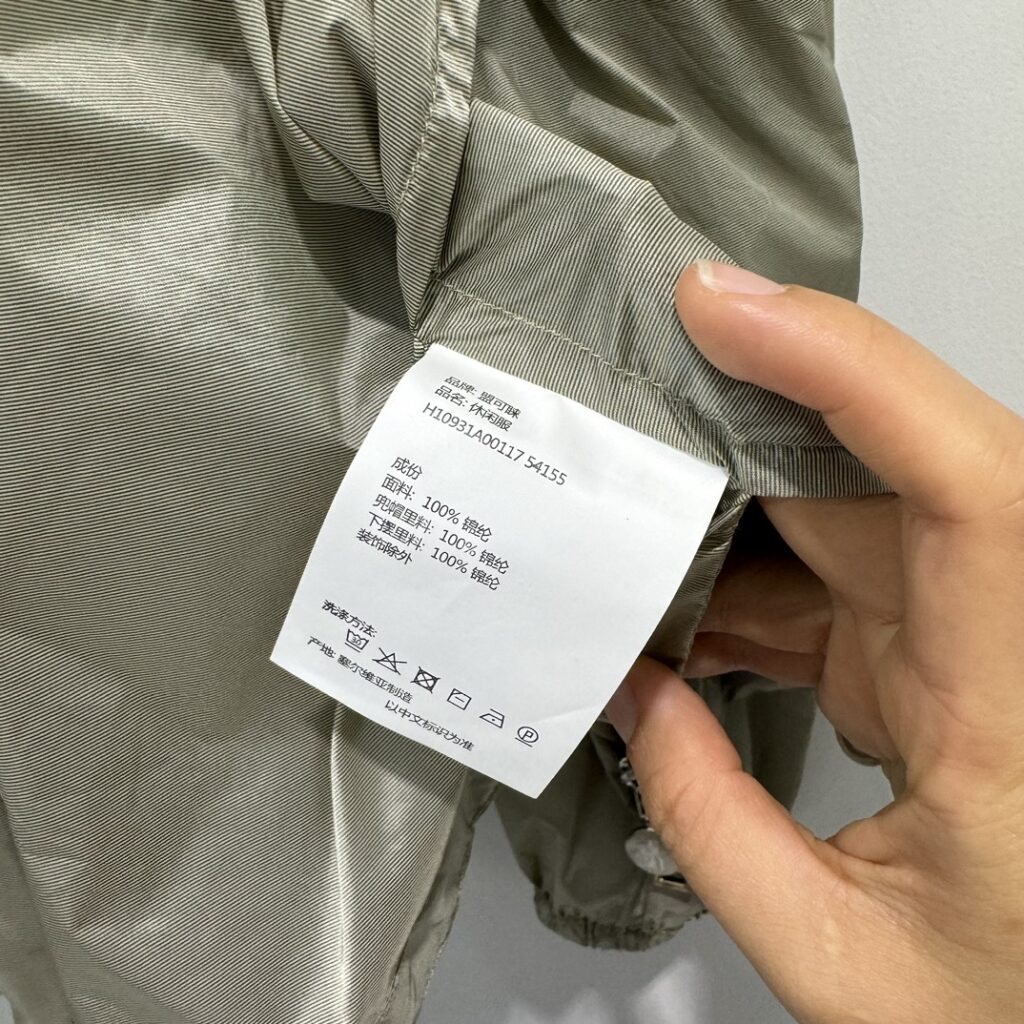 品牌: 盟可睐
品名: 休闲服
H10931A00117 54155
成份
面料: 100% 锦纶
兜帽里料: 100% 锦纶
下摆里料: 100% 锦纶
装饰除外
洗涤方法:
30
P
产地: 塞尔维亚制造
以中文标识为准